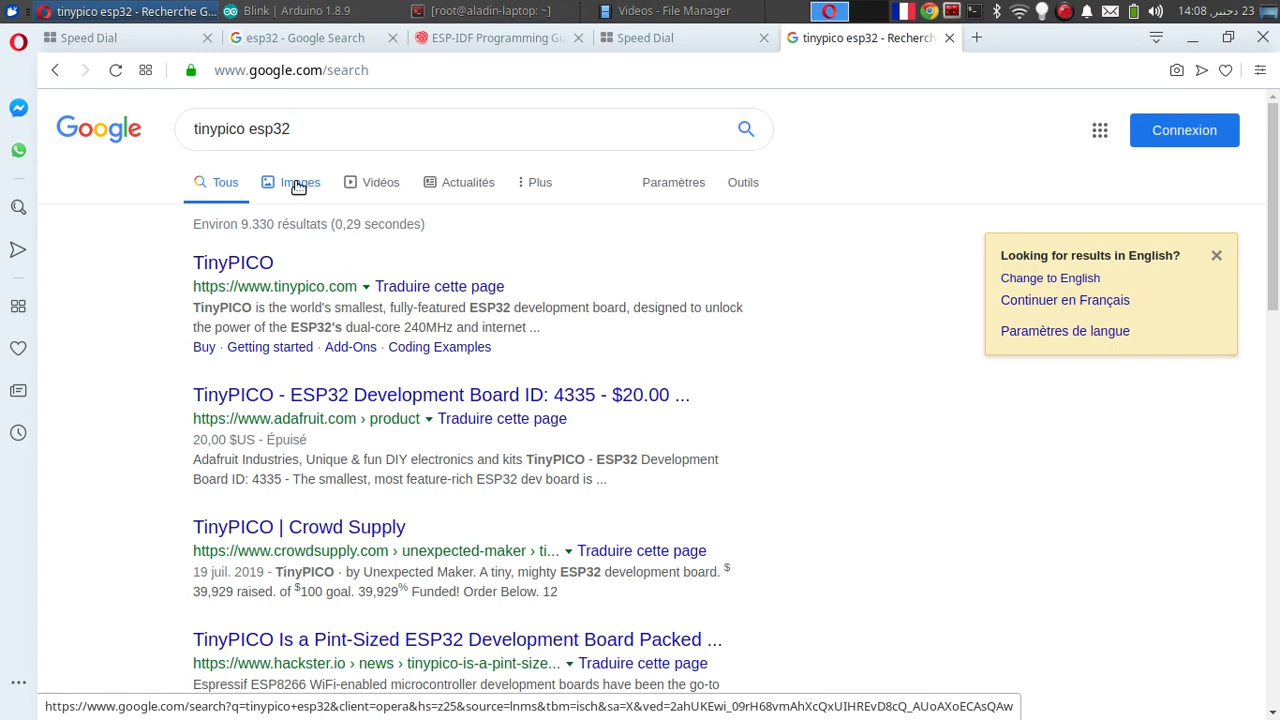 tinypico esp32 - Recherche G...
Blink | Arduino 1.8.9
[root@aladin-laptop: ~]
Videos - File Manager
23 دجنبر, 14:08
Speed Dial
esp32 - Google Search
ESP-IDF Programming Gu
Speed Dial
tinypico esp32 - Recherch
www.google.com/search
Google
tinypico esp32
Connexion
Tous
Images
Vidéos
Actualités
Plus
Paramètres
Outils
Environ 9.330 résultats (0,29 secondes)
TinyPICO
https://www.tinypico.com Traduire cette page
TinyPICO is the world's smallest, fully-featured ESP32 development board, designed to unlock
the power of the ESP32's dual-core 240MHz and internet ...
Buy · Getting started · Add-Ons · Coding Examples
TinyPICO - ESP32 Development Board ID: 4335 - $20.00 ...
https://www.adafruit.com › product Traduire cette page
20,00 $US - Épuisé
Adafruit Industries, Unique & fun DIY electronics and kits TinyPICO - ESP32 Development
Board ID: 4335 - The smallest, most feature-rich ESP32 dev board is ...
TinyPICO | Crowd Supply
https://www.crowdsupply.com › unexpected-maker › ti... Traduire cette page
19 juil. 2019 - TinyPICO · by Unexpected Maker. A tiny, mighty ESP32 development board. $
39,929 raised. of $100 goal. 39,929% Funded! Order Below. 12
TinyPICO Is a Pint-Sized ESP32 Development Board Packed ...
https://www.hackster.io › news › tinypico-is-a-pint-size... Traduire cette page
Espressif ESP8266 WiFi-enabled microcontroller development boards have been the go-to
Looking for results in English?
Change to English
Continuer en Français
Paramètres de langue
https://www.google.com/search?q=tinypico+esp32&client=opera&hs=z25&source=lnms&tbm=isch&sa=X&ved=2ahUKEwi_09rH68vmAhXcQxUIHREvD8cQ_AUoAXoECAsQAw